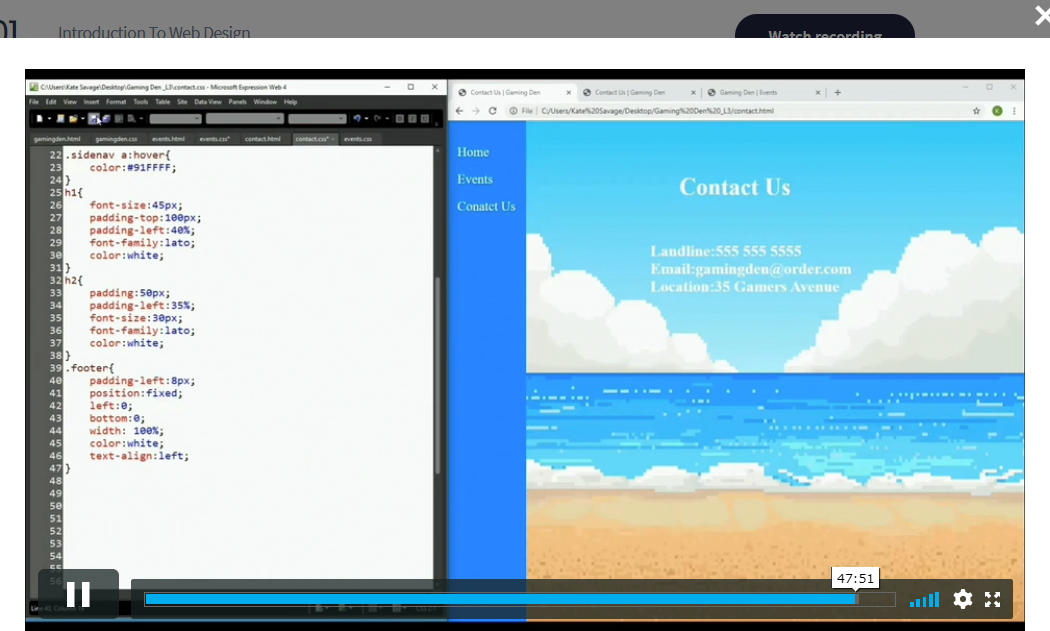 01
Introduction To Web Design
Watch recording
C:\Users\Kate Savage\Desktop\Gaming Den _L3\contact.css - Microsoft Expression Web 4
File Edit View Insert Format Tools Table Site Data View Panels Window Help
gamingden.html gamingden.css events.html events.css* contact.html contact.css* events.css
22 .sidenav a:hover{
23 color:#91FFFF;
24 }
25 h1{
26 font-size:45px;
27 padding-top:100px;
28 padding-left:40%;
29 font-family:lato;
30 color:white;
31 }
32 h2{
33 padding:50px;
34 padding-left:35%;
35 font-size:30px;
36 font-family:lato;
37 color:white;
38 }
39 .footer{
40 padding-left:8px;
41 position:fixed;
42 left:0;
43 bottom:0;
44 width: 100%;
45 color:white;
46 text-align:left;
47 }
48
49
50
51
52
53
54
55
56
Contact Us | Gaming Den
Contact Us | Gaming Den
Gaming Den | Events
File C:/Users/Kate%20Savage/Desktop/Gaming%20Den%20_L3/contact.html
Home
Events
Conatct Us
Contact Us
Landline:555 555 5555
Email:gamingden@order.com
Location:35 Gamers Avenue
47:51